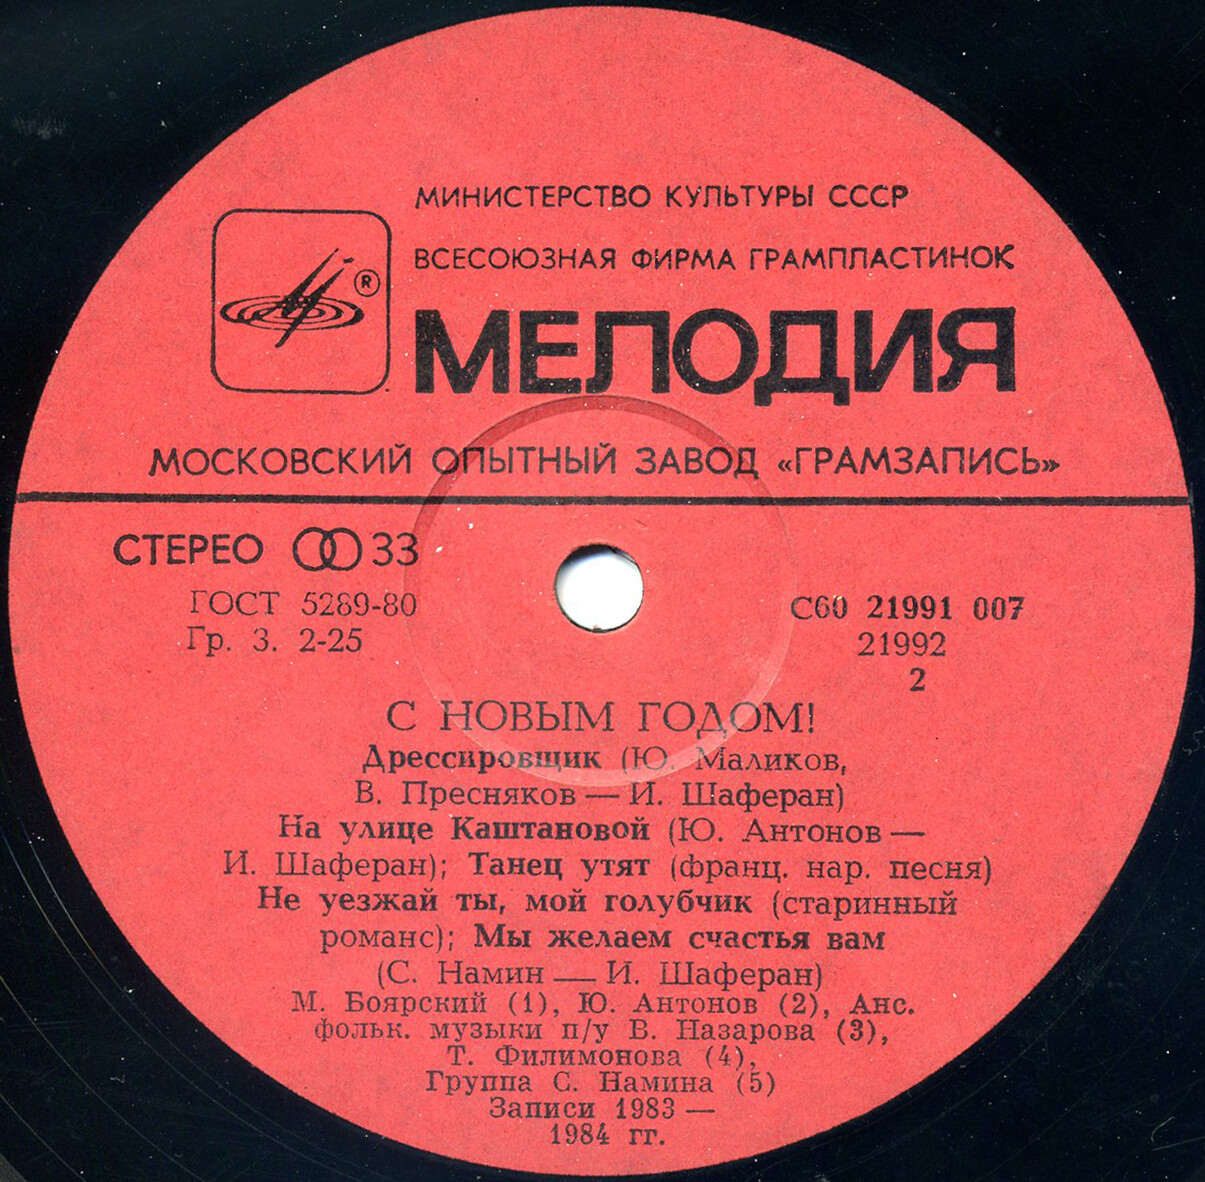 МИНИСТЕРСТВО КУЛЬТУРЫ СССР
ВСЕСОЮЗНАЯ ФИРМА ГРАМПЛАСТИНОК
®
МЕЛОДИЯ
МОСКОВСКИЙ ОПЫТНЫЙ ЗАВОД «ГРАМЗАПИСЬ»
СТЕРЕО 33
ГОСТ 5289-80
Гр. 3. 2-25
С60 21991 007
21992
2
С НОВЫМ ГОДОМ!
Дрессировщик (Ю. Маликов,
В. Пресняков — И. Шаферан)
На улице Каштановой (Ю. Антонов —
И. Шаферан); Танец утят (франц. нар. песня)
Не уезжай ты, мой голубчик (старинный
романс); Мы желаем счастья вам
(С. Намин — И. Шаферан)
М. Боярский (1), Ю. Антонов (2), Анс.
фольк. музыки п/у В. Назарова (3),
Т. Филимонова (4),
Группа С. Намина (5)
Записи 1983 —
1984 гг.